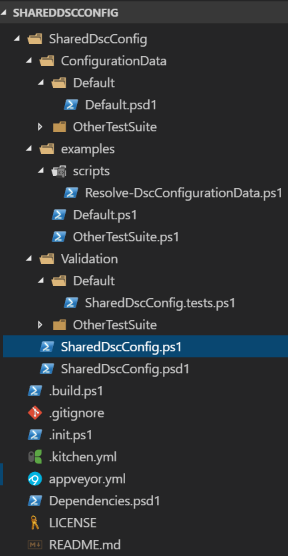 SHAREDDSCCONFIG
SharedDscConfig
ConfigurationData
Default
Default.psd1
OtherTestSuite
examples
scripts
Resolve-DscConfigurationData.ps1
Default.ps1
OtherTestSuite.ps1
Validation
Default
SharedDscConfig.tests.ps1
OtherTestSuite
SharedDscConfig.ps1
SharedDscConfig.psd1
.build.ps1
.gitignore
.init.ps1
.kitchen.yml
appveyor.yml
Dependencies.psd1
LICENSE
README.md